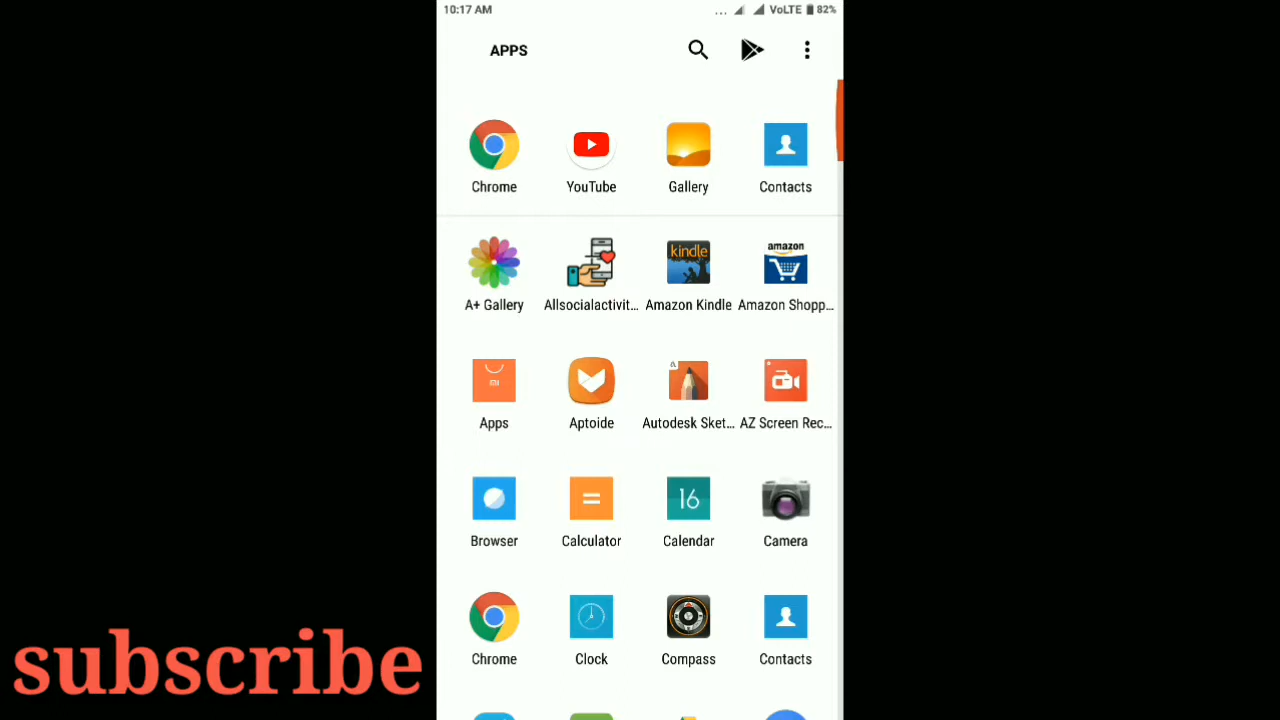 10:17 AM ... VoLTE 82%
APPS
Chrome YouTube Gallery Contacts
kindle amazon
A+ Gallery Allsocialactivit... Amazon Kindle Amazon Shopp...
mi
Apps Aptoide Autodesk Sket... AZ Screen Rec...
16
Browser Calculator Calendar Camera
Chrome Clock Compass Contacts
subscribe